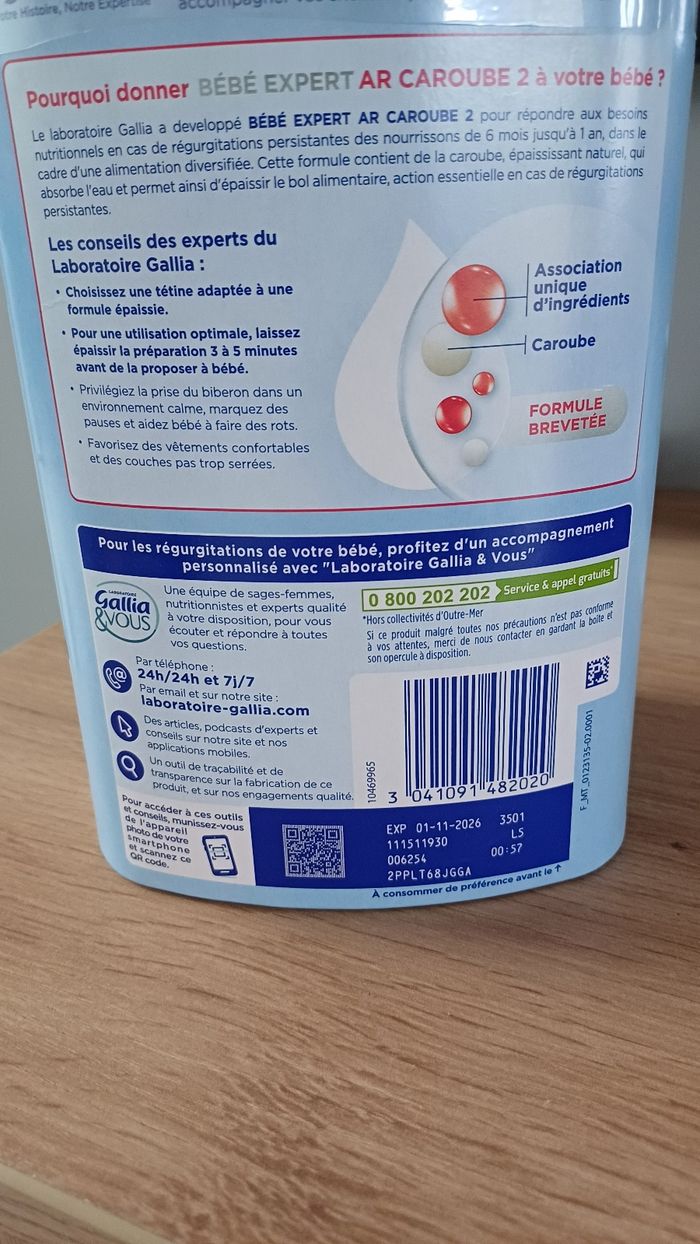 otre Histoire, Notre Expertise
Pourquoi donner BÉBÉ EXPERT AR CAROUBE 2 à votre bébé ?
Le laboratoire Gallia a developpé BÉBÉ EXPERT AR CAROUBE 2 pour répondre aux besoins
nutritionnels en cas de régurgitations persistantes des nourrissons de 6 mois jusqu'à 1 an, dans le
cadre d'une alimentation diversifiée. Cette formule contient de la caroube, épaississant naturel, qui
absorbe l'eau et permet ainsi d'épaissir le bol alimentaire, action essentielle en cas de régurgitations
persistantes.
Les conseils des experts du
Laboratoire Gallia :
• Choisissez une tétine adaptée à une
formule épaissie.
• Pour une utilisation optimale, laissez
épaissir la préparation 3 à 5 minutes
avant de la proposer à bébé.
• Privilégiez la prise du biberon dans un
environnement calme, marquez des
pauses et aidez bébé à faire des rots.
• Favorisez des vêtements confortables
et des couches pas trop serrées.
Association
unique
d'ingrédients
Caroube
FORMULE
BREVETÉE
Pour les régurgitations de votre bébé, profitez d'un accompagnement
personnalisé avec "Laboratoire Gallia & Vous"
LABORATOIRE
Gallia
&VOUS
Une équipe de sages-femmes,
nutritionnistes et experts qualité
à votre disposition, pour vous
écouter et répondre à toutes
vos questions.
Par téléphone :
24h/24h et 7j/7
Par email et sur notre site :
laboratoire-gallia.com
Des articles, podcasts d'experts et
conseils sur notre site et nos
applications mobiles.
Un outil de traçabilité et de
transparence sur la fabrication de ce
produit, et sur nos engagements qualité.
Pour accéder à ces outils
et conseils, munissez-vous
de l'appareil
photo de votre
smartphone
et scannez ce
QR code.
0 800 202 202 Service & appel gratuits*
*Hors collectivités d'Outre-Mer
Si ce produit malgré toutes nos précautions n'est pas conforme
à vos attentes, merci de nous contacter en gardant la boîte et
son opercule à disposition.
10469965
3 041091 482020
F_MT_0123135-02.0001
EXP 01-11-2026 3501
111511930 L5
006254 00:57
2PPLT68JGGA
À consommer de préférence avant le ↑